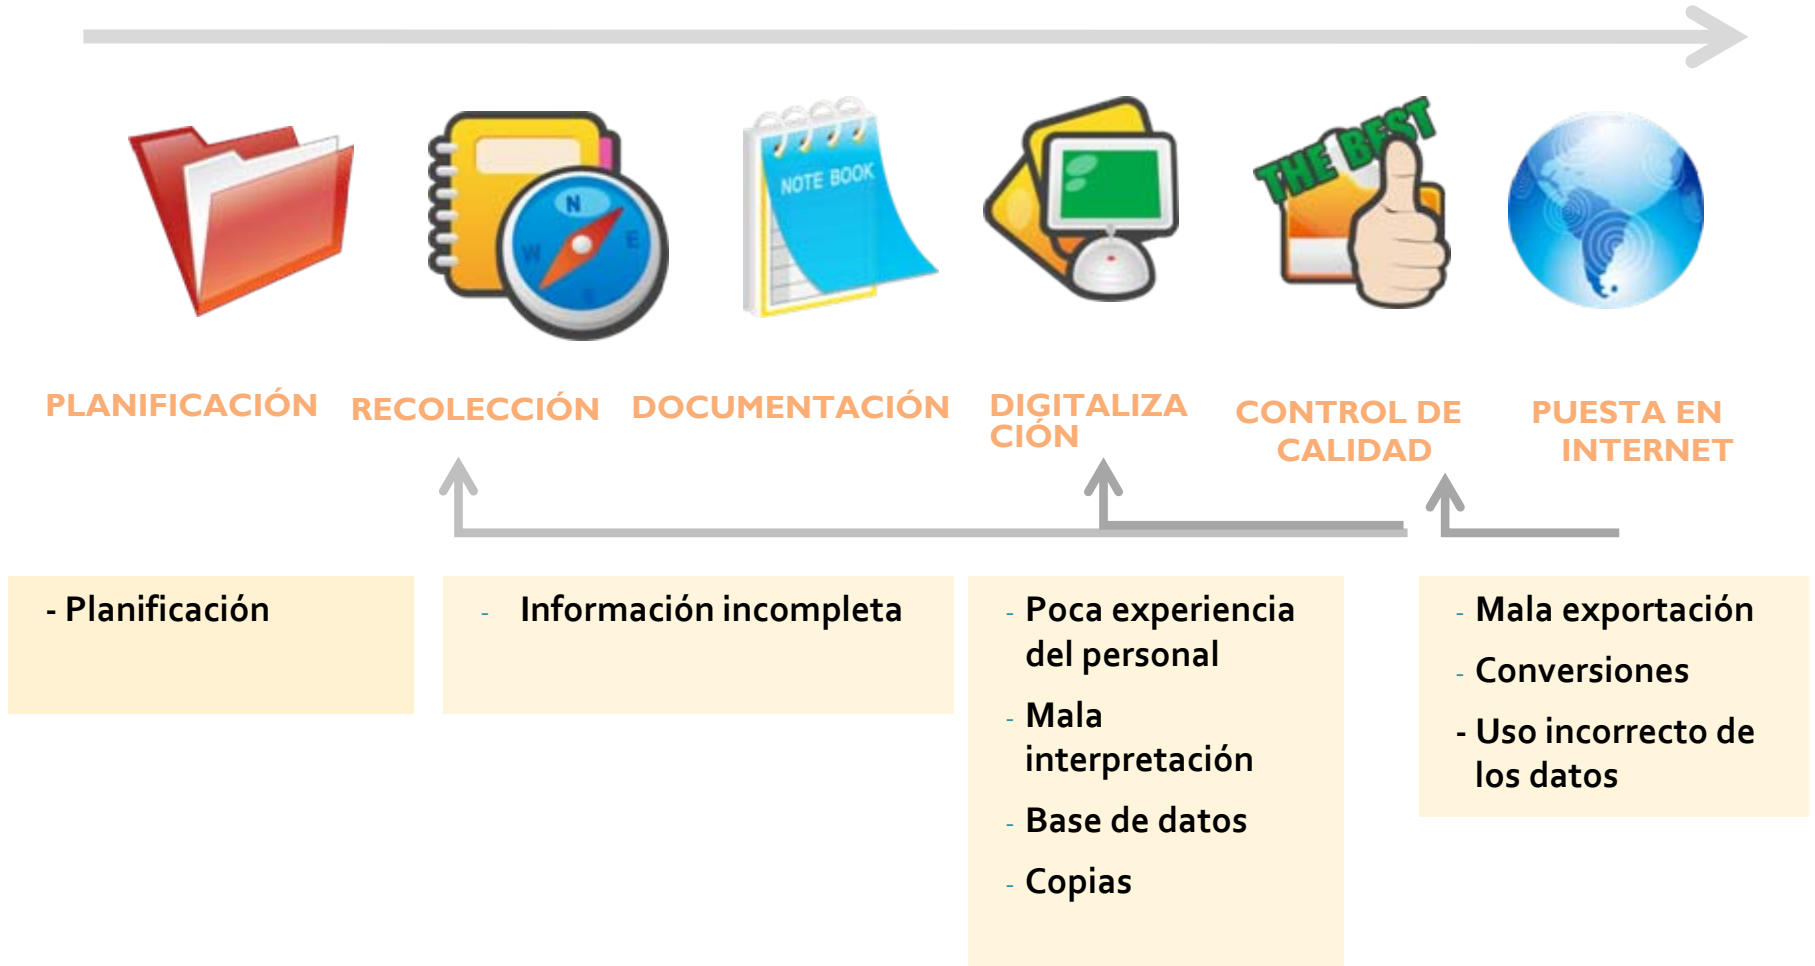 NOTE BOOK
N
W
E
S
THE BEST
PLANIFICACIÓN
RECOLECCIÓN
DOCUMENTACIÓN
DIGITALIZA
CIÓN
CONTROL DE
CALIDAD
PUESTA EN
INTERNET
- Planificación
- Información incompleta
- Poca experiencia
del personal
- Mala
interpretación
- Base de datos
- Copias
- Mala exportación
- Conversiones
- Uso incorrecto de
los datos